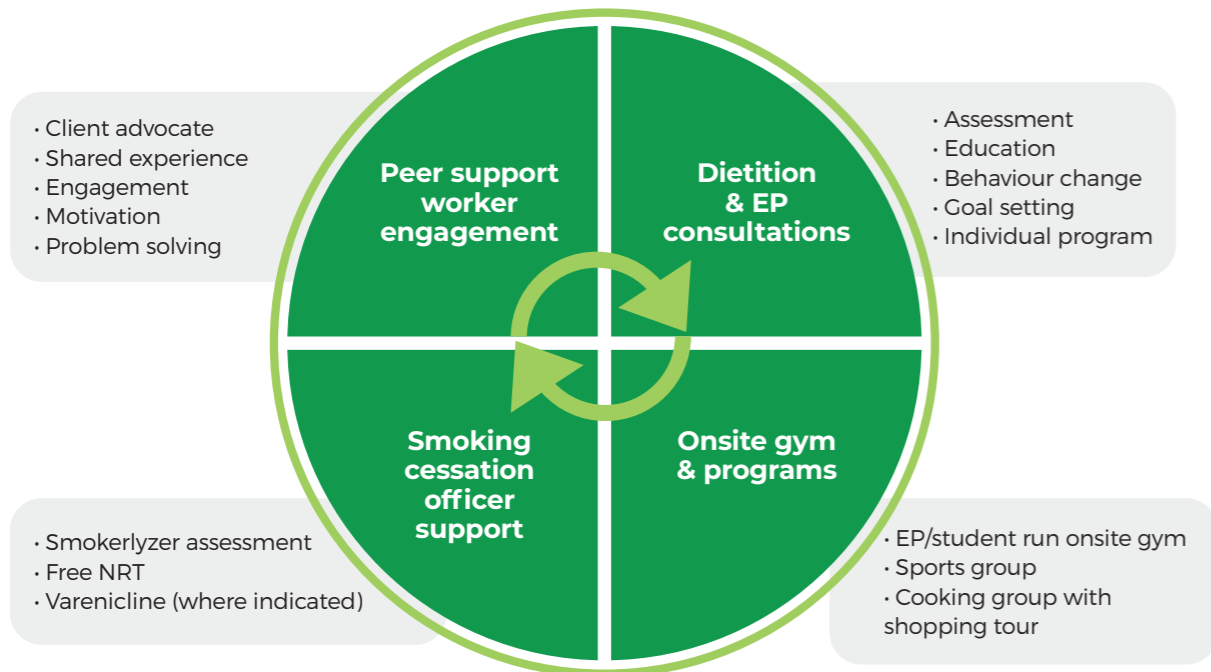 · Client advocate
· Shared experience
· Engagement
· Motivation
· Problem solving
Peer support
worker
engagement
Dietition
& EP
consultations
· Assessment
· Education
· Behaviour change
· Goal setting
· Individual program
· Smokerlyzer assessment
· Free NRT
· Varenicline (where indicated)
Smoking
cessation
officer
support
Onsite gym
& programs
· EP/student run onsite gym
· Sports group
· Cooking group with
shopping tour